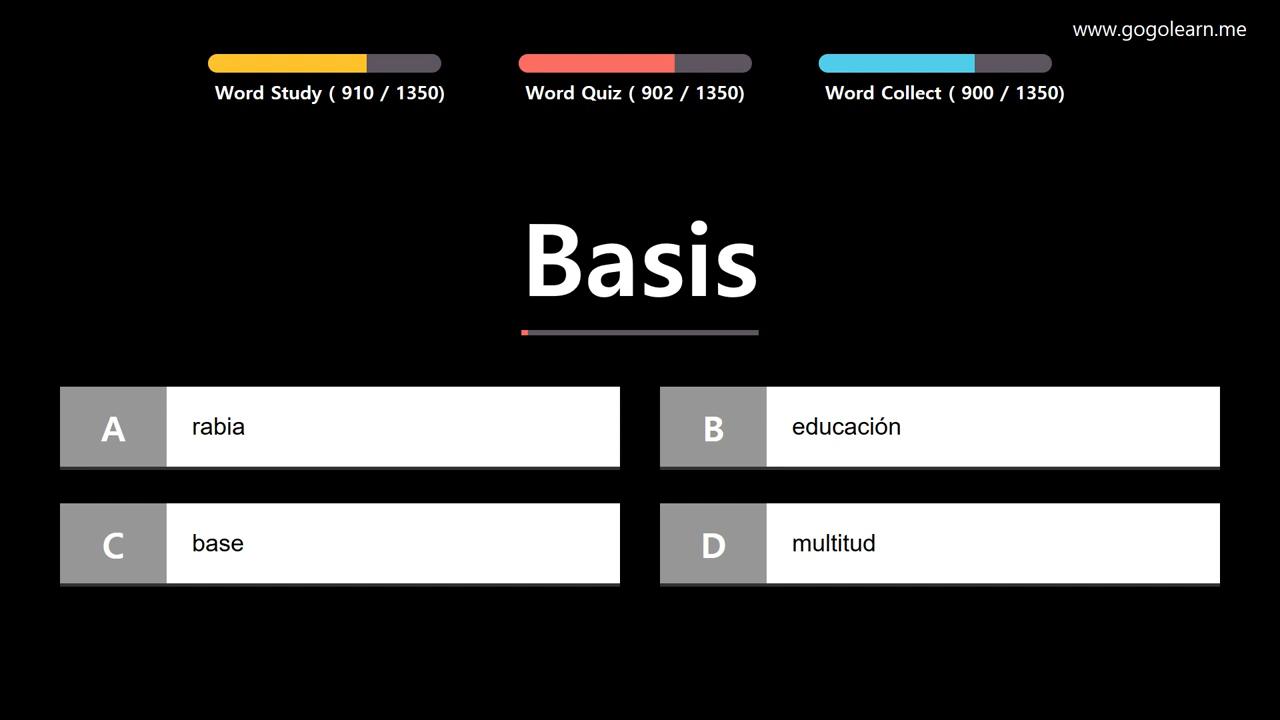 www.gogolearn.me
Word Study ( 910 / 1350)
Word Quiz ( 902 / 1350)
Word Collect ( 900 / 1350)
Basis
A rabia
B educación
C base
D multitud